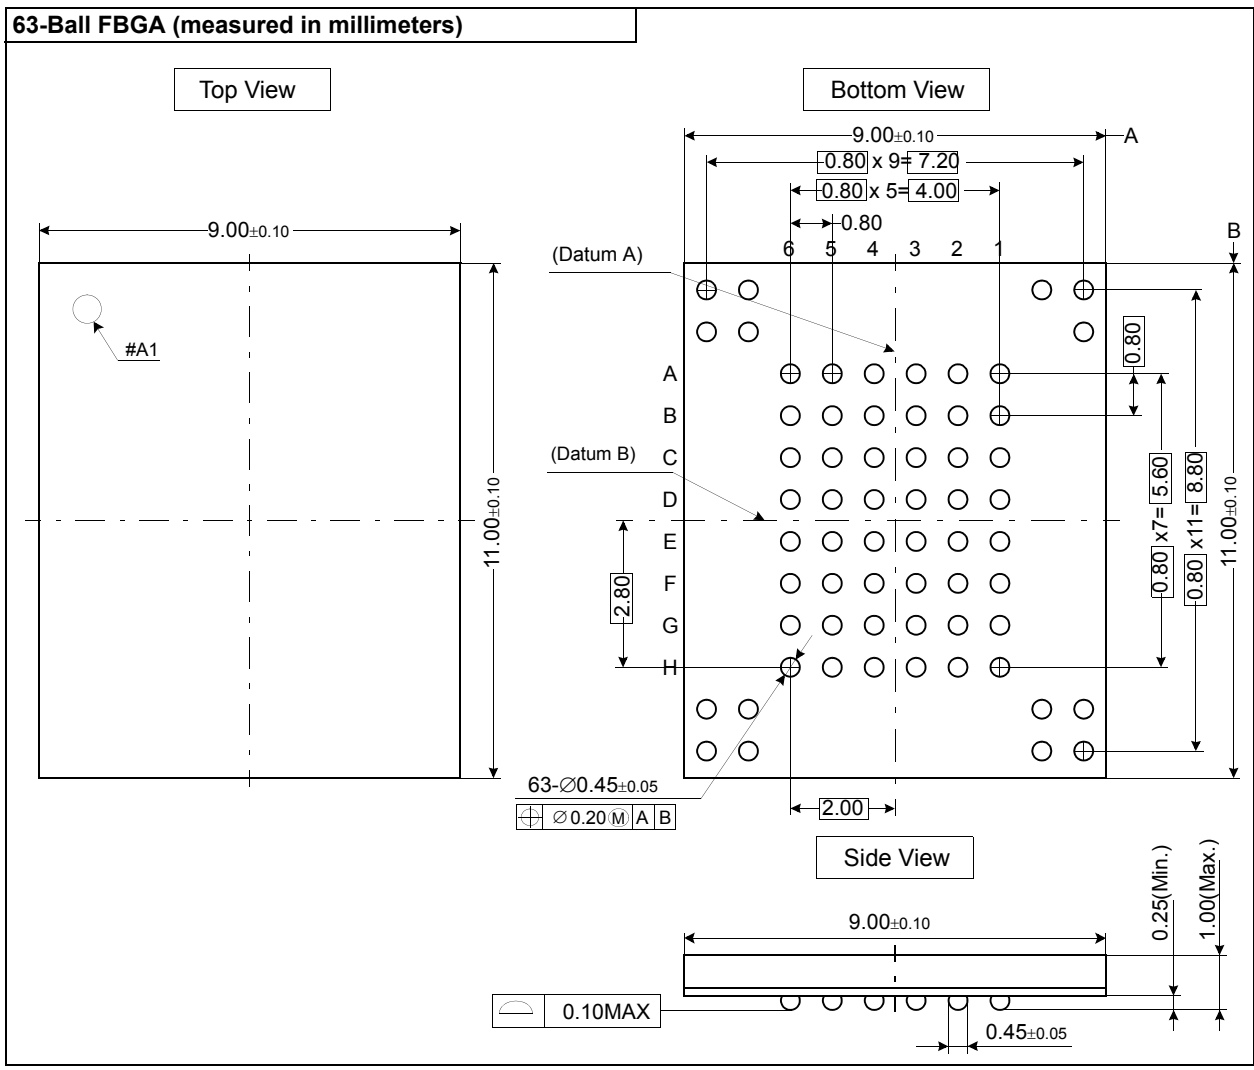 63-Ball FBGA (measured in millimeters)
Top View
Bottom View
9.00±0.10
A
0.80 x 9= 7.20
0.80 x 5= 4.00
0.80
B
9.00±0.10
(Datum A)
6 5 4 3 2 1
#A1
0.80
A
B
(Datum B)
C
D
E
F
G
H
11.00±0.10
2.80
0.80 x7= 5.60
0.80 x11= 8.80
11.00±0.10
63-∅0.45±0.05
⌖ ∅0.20 Ⓜ A B
2.00
Side View
9.00±0.10
0.25(Min.)
1.00(Max.)
0.10MAX
0.45±0.05